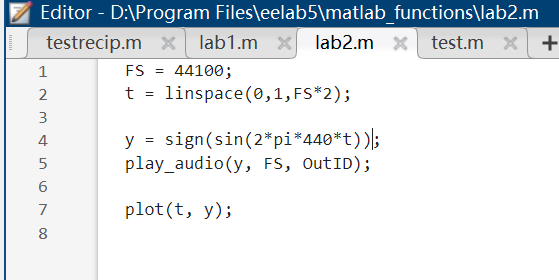 Editor - D:\Program Files\eelab5\matlab_functions\lab2.m
testrecip.m × lab1.m × lab2.m × test.m × +
1 FS = 44100;
2 t = linspace(0,1,FS*2);
3
4 y = sign(sin(2*pi*440*t));
5 play_audio(y, FS, OutID);
6
7 plot(t, y);
8